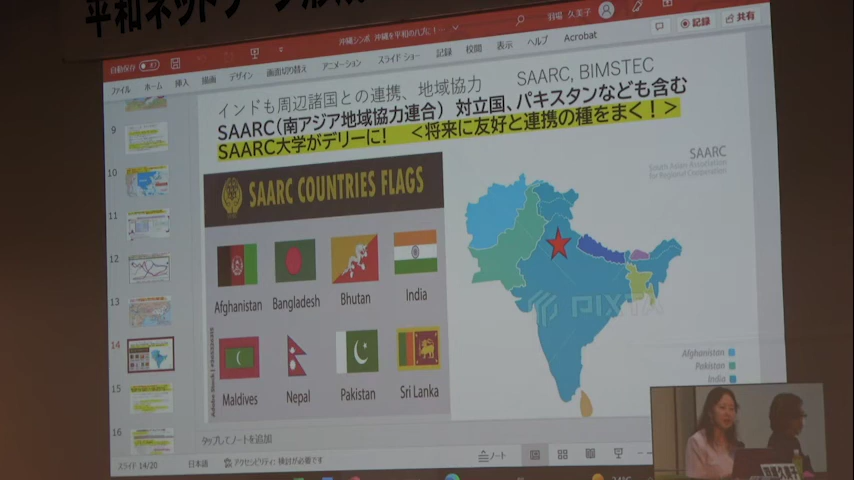 平和ネットワーク
沖縄シンポ 沖縄を平和のハブに!…
羽場 久美子
自動保存
オフ
ファイル
ホーム
挿入
描画
デザイン
画面切り替え
アニメーション
スライド ショー
記録
校閲
表示
ヘルプ
Acrobat
記録
共有
インドも周辺諸国との連携、地域協力 SAARC, BIMSTEC
SAARC(南アジア地域協力連合) 対立国、パキスタンなども含む
SAARC大学がデリーに! <将来に友好と連携の種をまく!>
9
10
11
12
13
14
15
16
SAARC COUNTRIES FLAGS
Afghanistan
Bangladesh
Bhutan
India
Maldives
Nepal
Pakistan
Sri Lanka
SAARC
South Asian Association
for Regional Cooperation
PIXTA
Afghanistan
Pakistan
India
タップしてノートを追加
スライド 14/20
日本語
アクセシビリティ: 検討が必要です
ノート
羽場久美子